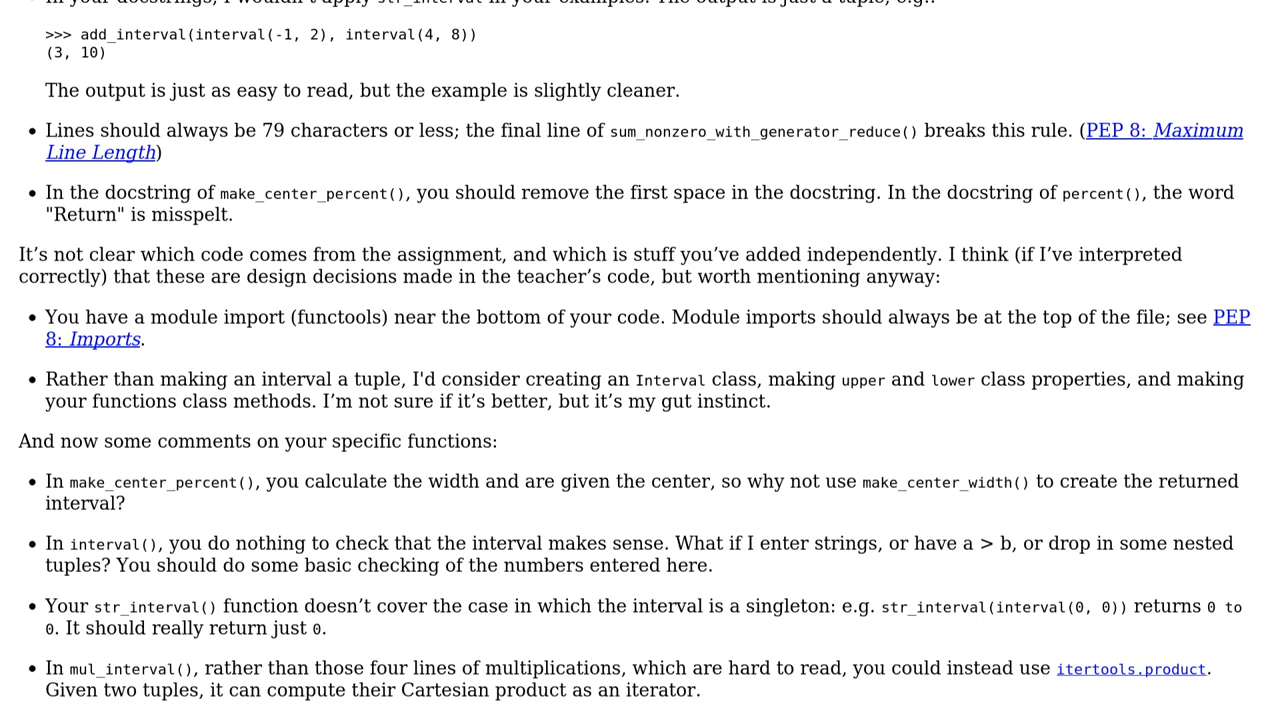 >>> add_interval(interval(-1, 2), interval(4, 8))
(3, 10)
The output is just as easy to read, but the example is slightly cleaner.
• Lines should always be 79 characters or less; the final line of sum_nonzero_with_generator_reduce() breaks this rule. (PEP 8: Maximum
Line Length)
• In the docstring of make_center_percent(), you should remove the first space in the docstring. In the docstring of percent(), the word
"Return" is misspelt.
It’s not clear which code comes from the assignment, and which is stuff you’ve added independently. I think (if I’ve interpreted
correctly) that these are design decisions made in the teacher’s code, but worth mentioning anyway:
• You have a module import (functools) near the bottom of your code. Module imports should always be at the top of the file; see PEP
8: Imports.
• Rather than making an interval a tuple, I'd consider creating an Interval class, making upper and lower class properties, and making
your functions class methods. I’m not sure if it’s better, but it’s my gut instinct.
And now some comments on your specific functions:
• In make_center_percent(), you calculate the width and are given the center, so why not use make_center_width() to create the returned
interval?
• In interval(), you do nothing to check that the interval makes sense. What if I enter strings, or have a > b, or drop in some nested
tuples? You should do some basic checking of the numbers entered here.
• Your str_interval() function doesn’t cover the case in which the interval is a singleton: e.g. str_interval(interval(0, 0)) returns 0 to
0. It should really return just 0.
• In mul_interval(), rather than those four lines of multiplications, which are hard to read, you could instead use itertools.product.
Given two tuples, it can compute their Cartesian product as an iterator.